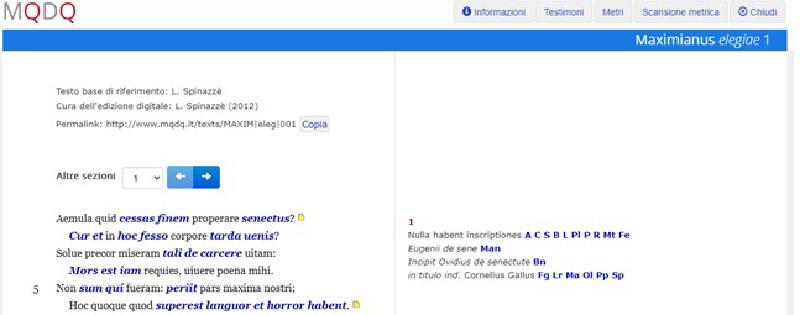 MQDQ
Informazioni Testimoni Metri Scansione metrica Chiudi
Maximianus elegiae 1
Testo base di riferimento: L. Spinazzè
Cura dell'edizione digitale: L. Spinazzè (2012)
Permalink: http://www.mqdq.it/texts/MAXIM|eleg|001 Copia
Altre sezioni 1
Aemula quid cessas finem properare senectus?
Cur et in hoc fesso corpore tarda uenis?
Solue precor miseram tali de carcere uitam:
Mors est iam requies, uiuere poena mihi.
5 Non sum qui fueram: periit pars maxima nostri;
Hoc quoque quod superest languor et horror habent.
1
Nulla habent inscriptiones A C S B L Pl P R Mt Fe
Eugenii de sene Man
Incipit Ovidius de senectute Bn
in titulo ind. Cornelius Gallus Fg Lr Ma Ol Pp Sp